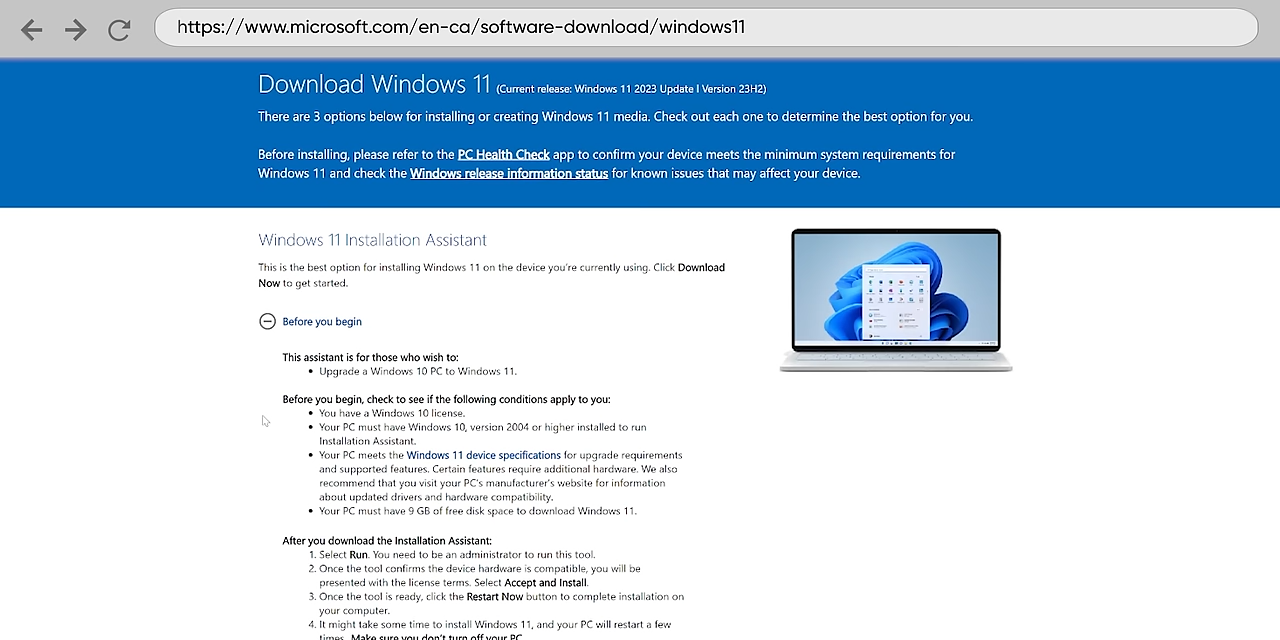 https://www.microsoft.com/en-ca/software-download/windows11
Download Windows 11 (Current release: Windows 11 2023 Update l Version 23H2)
There are 3 options below for installing or creating Windows 11 media. Check out each one to determine the best option for you.
Before installing, please refer to the PC Health Check app to confirm your device meets the minimum system requirements for
Windows 11 and check the Windows release information status for known issues that may affect your device.
Windows 11 Installation Assistant
This is the best option for installing Windows 11 on the device you're currently using. Click Download
Now to get started.
Before you begin
This assistant is for those who wish to:
• Upgrade a Windows 10 PC to Windows 11.
Before you begin, check to see if the following conditions apply to you:
• You have a Windows 10 license.
• Your PC must have Windows 10, version 2004 or higher installed to run
Installation Assistant.
• Your PC meets the Windows 11 device specifications for upgrade requirements
and supported features. Certain features require additional hardware. We also
recommend that you visit your PC's manufacturer's website for information
about updated drivers and hardware compatibility.
• Your PC must have 9 GB of free disk space to download Windows 11.
After you download the Installation Assistant:
1. Select Run. You need to be an administrator to run this tool.
2. Once the tool confirms the device hardware is compatible, you will be
presented with the license terms. Select Accept and Install.
3. Once the tool is ready, click the Restart Now button to complete installation on
your computer.
4. It might take some time to install Windows 11, and your PC will restart a few
times. Make sure you don't turn off your PC.